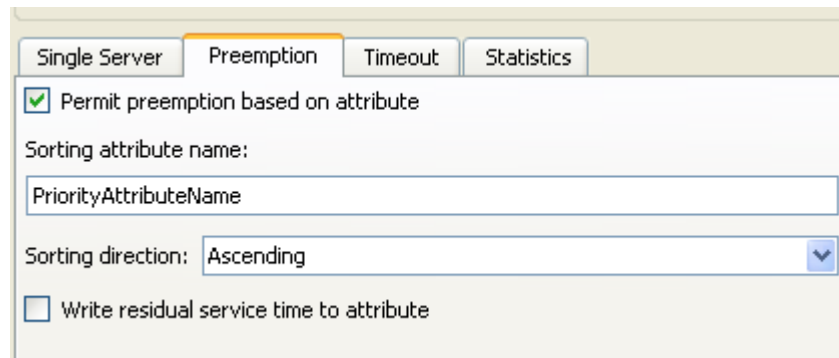 Single Server Preemption Timeout Statistics
Permit preemption based on attribute
Sorting attribute name:
PriorityAttributeName
Sorting direction: Ascending
Write residual service time to attribute